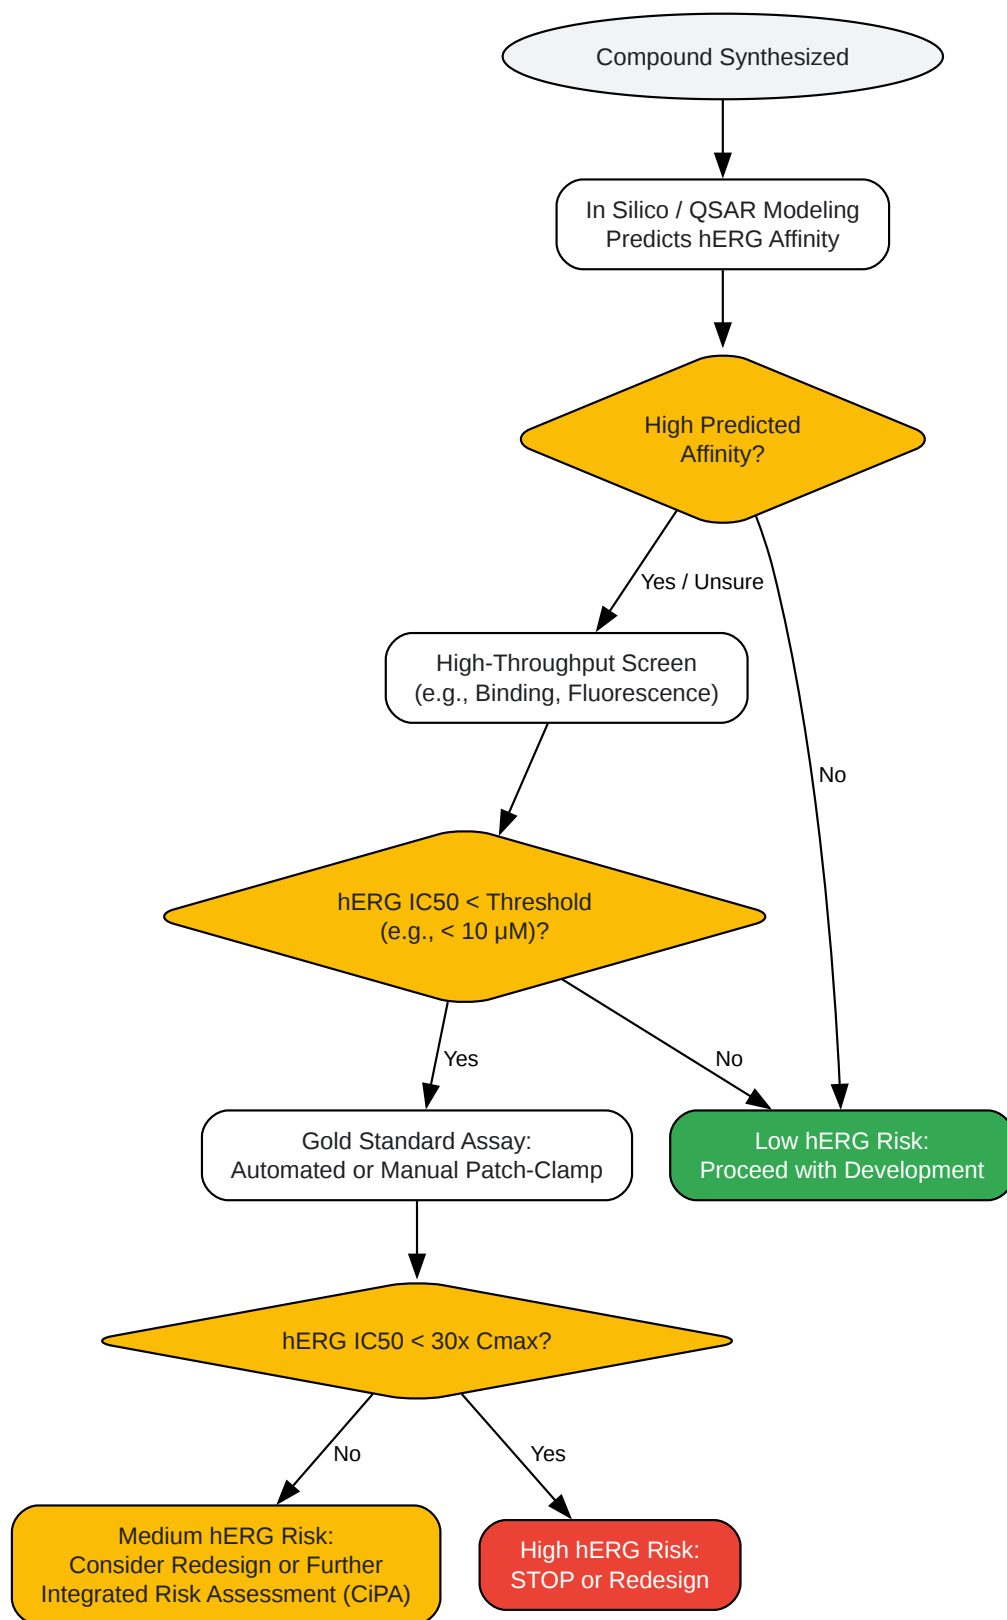 Compound Synthesized
In Silico / QSAR Modeling
Predicts hERG Affinity
High Predicted
Affinity?
Yes / Unsure
High-Throughput Screen
(e.g., Binding, Fluorescence)
No
hERG IC50 < Threshold
(e.g., < 10 μM)?
Yes
No
Gold Standard Assay:
Automated or Manual Patch-Clamp
Low hERG Risk:
Proceed with Development
hERG IC50 < 30x Cmax?
No
Yes
Medium hERG Risk:
Consider Redesign or Further
Integrated Risk Assessment (CiPA)
High hERG Risk:
STOP or Redesign